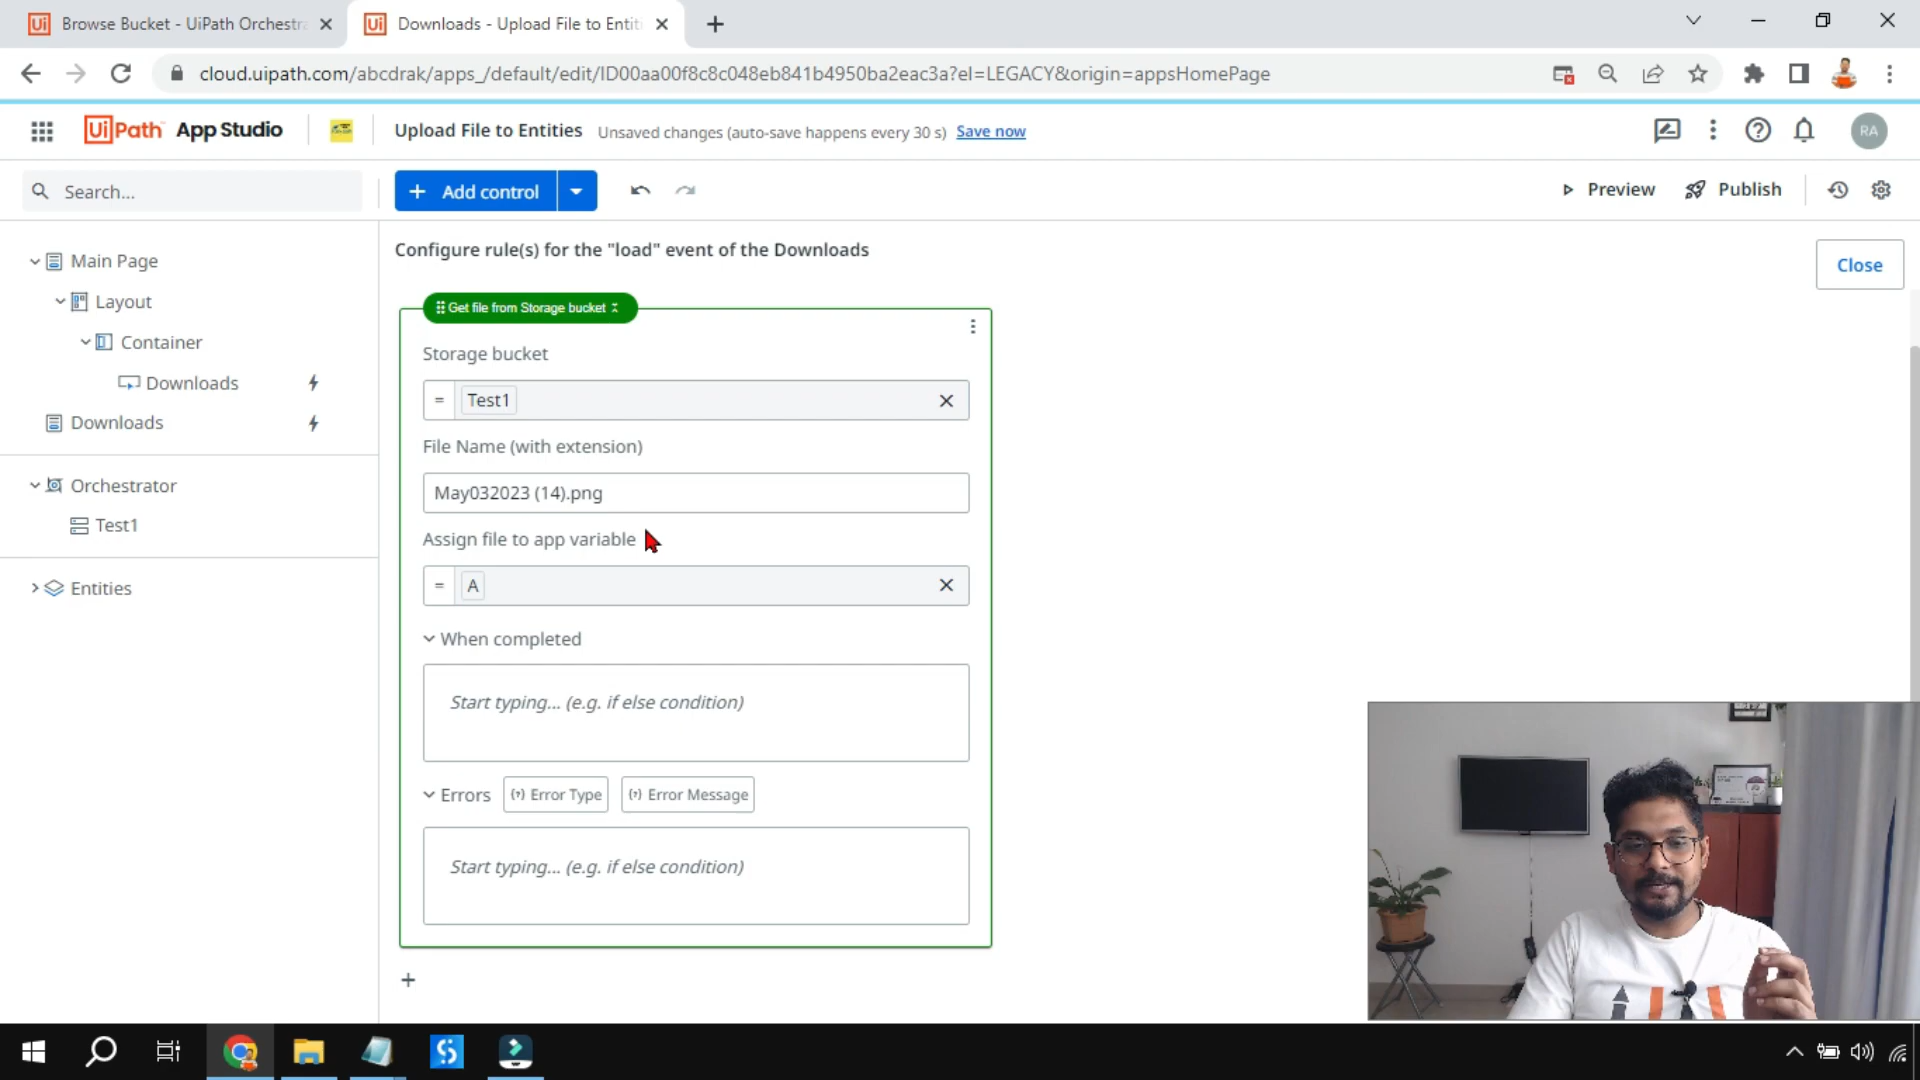 Browse Bucket - UiPath Orchestra
Downloads - Upload File to Entiti
cloud.uipath.com/abcdrak/apps_/default/edit/ID00aa00f8c8c048eb841b4950ba2eac3a?el=LEGACY&origin=appsHomePage
UiPath App Studio
Upload File to Entities
Unsaved changes (auto-save happens every 30 s)
Save now
RA
Search...
+ Add control
Preview
Publish
Main Page
Layout
Container
Downloads
Downloads
Orchestrator
Test1
Entities
Configure rule(s) for the "load" event of the Downloads
Close
Get file from Storage bucket
Storage bucket
= Test1
File Name (with extension)
May032023 (14).png
Assign file to app variable
= A
When completed
Start typing... (e.g. if else condition)
Errors
Error Type
Error Message
Start typing... (e.g. if else condition)
+